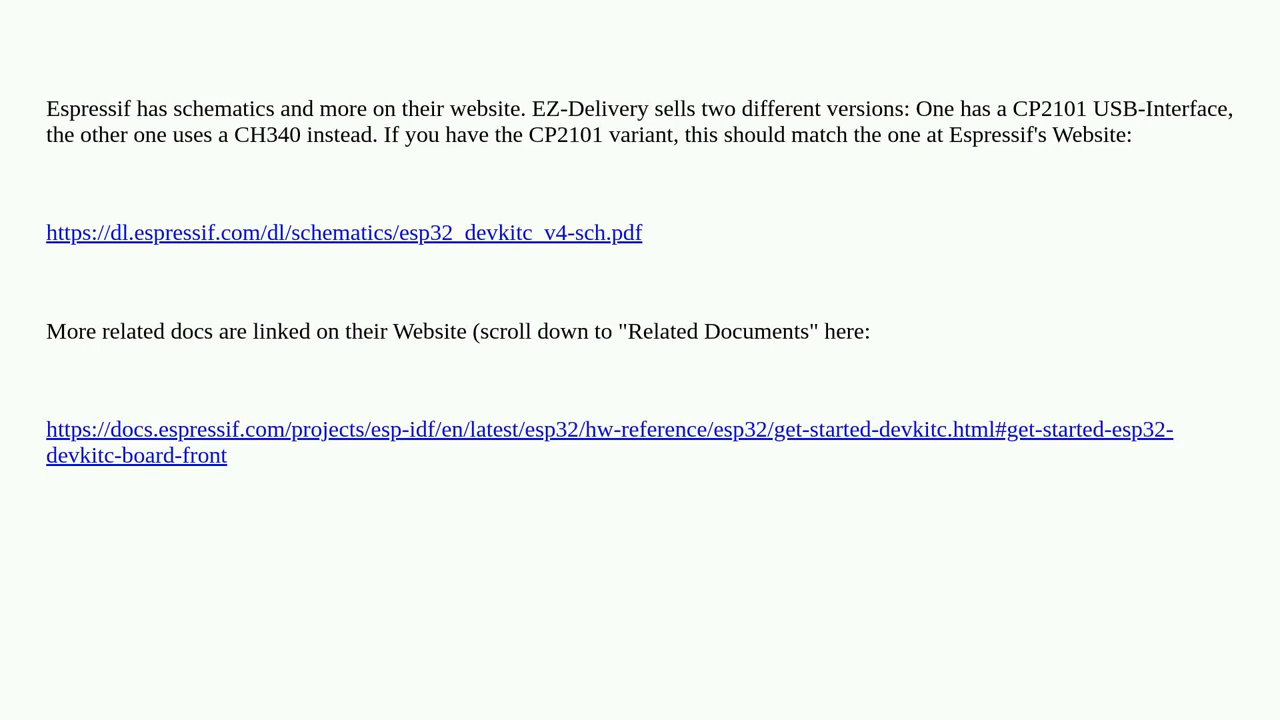 Espressif has schematics and more on their website. EZ-Delivery sells two different versions: One has a CP2101 USB-Interface,
the other one uses a CH340 instead. If you have the CP2101 variant, this should match the one at Espressif's Website:
https://dl.espressif.com/dl/schematics/esp32_devkitc_v4-sch.pdf
More related docs are linked on their Website (scroll down to "Related Documents" here:
https://docs.espressif.com/projects/esp-idf/en/latest/esp32/hw-reference/esp32/get-started-devkitc.html#get-started-esp32-
devkitc-board-front